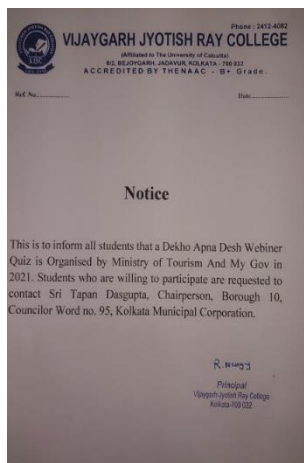 Phone : 2412-4082
VIJAYGARH JYOTISH RAY COLLEGE
(Affiliated to The University of Calcutta)
8/2, BEJOYGARH, JADAVUR, KOLKATA - 700 032
ACCREDITED BY THENAAC - B+ Grade.
Ref. No.
Date
Notice
This is to inform all students that a Dekho Apna Desh Webiner
Quiz is Organised by Ministry of Tourism And My Gov in
2021. Students who are willing to participate are requested to
contact Sri Tapan Dasgupta, Chairperson, Borough 10,
Councilor Word no. 95, Kolkata Municipal Corporation.
Principal
Vijaygarh Jyotish Ray College
Kolkata-700 032